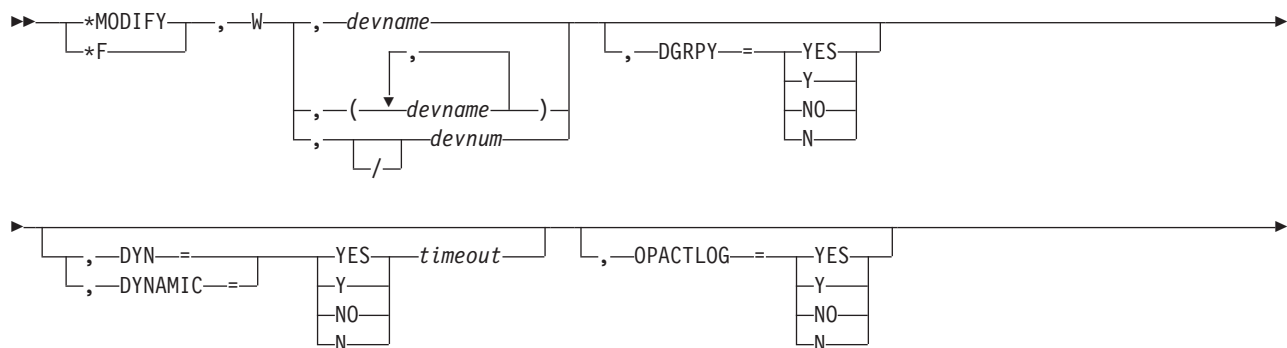 *MODIFY , W , devname , DGRPY = YES
*F Y
, NO
, ( devname ) N
, / devnum
, DYN = YES timeout , OPACTLOG = YES
, DYNAMIC = Y Y
NO NO
N N